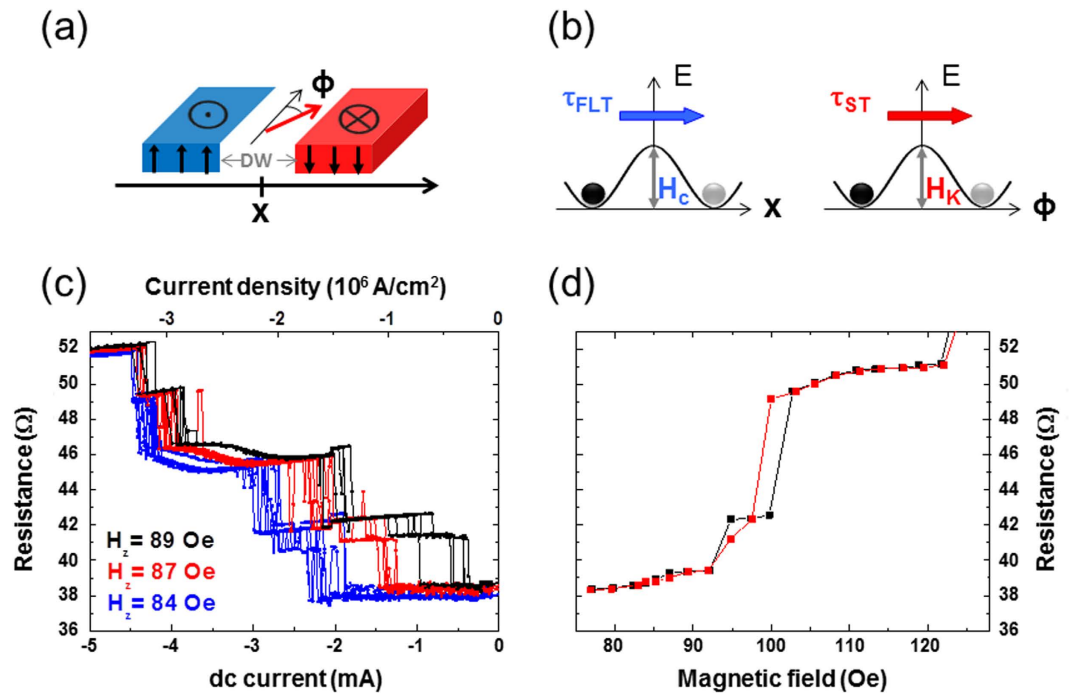 (a)
ϕ
DW
X
(b)
E
τFLT
Hc
X
E
τST
HK
ϕ
(c)
Current density (10⁶ A/cm²)
-3 -2 -1 0
52
50
48
46
44
42
40
38
36
Resistance (Ω)
Hz = 89 Oe
Hz = 87 Oe
Hz = 84 Oe
-5 -4 -3 -2 -1 0
dc current (mA)
(d)
52
50
48
46
44
42
40
38
36
Resistance (Ω)
80 90 100 110 120
Magnetic field (Oe)